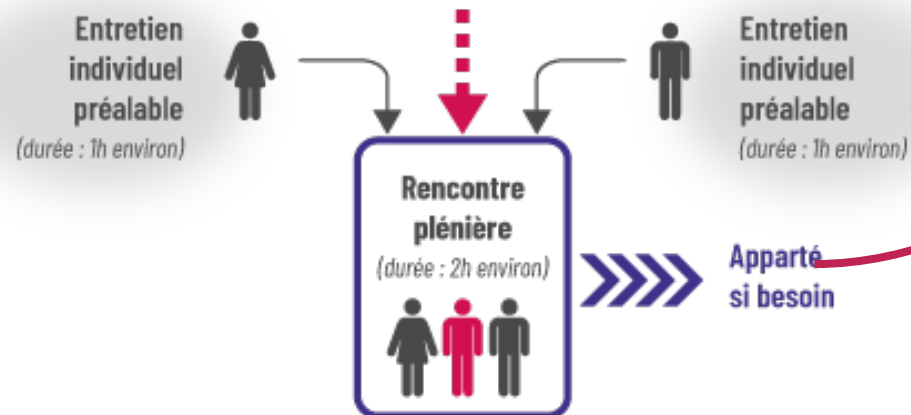 Entretien
individuel
préalable
(durée : 1h environ)
Entretien
individuel
préalable
(durée : 1h environ)
Rencontre
plénière
(durée : 2h environ)
Apparté
si besoin